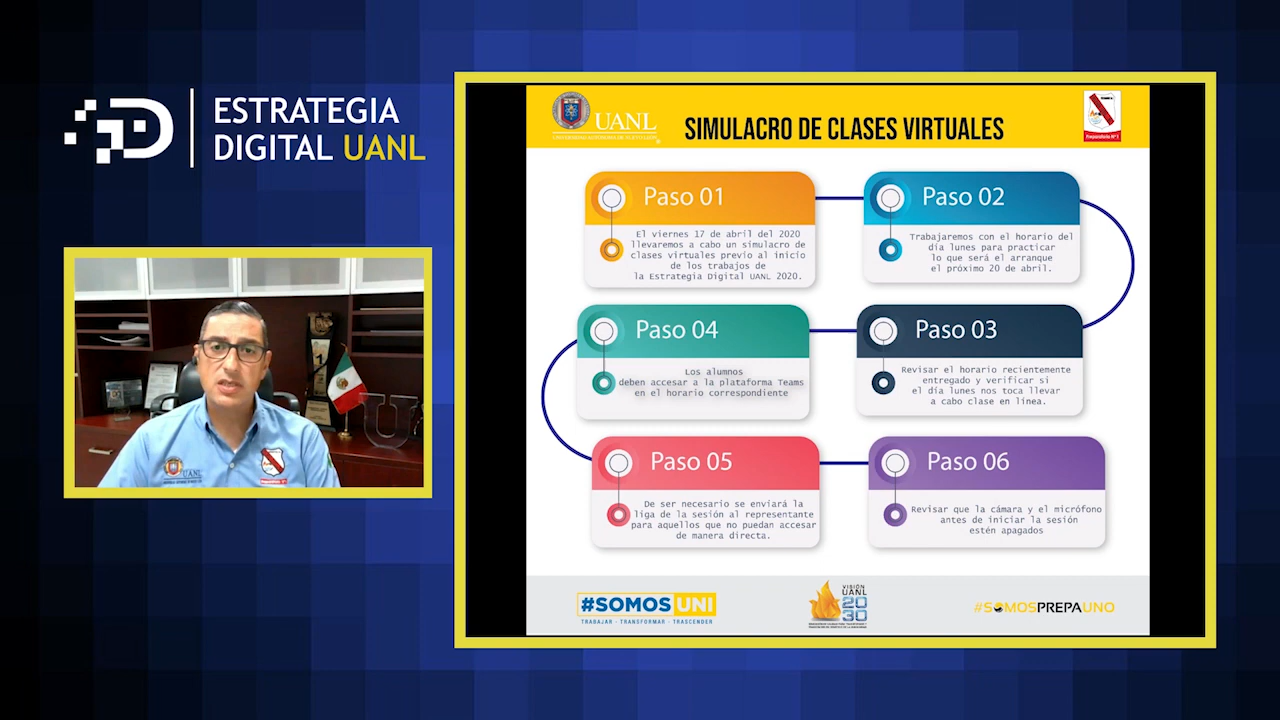 ESTRATEGIA
DIGITAL UANL
UANL
SIMULACRO DE CLASES VIRTUALES
Preparatoria Nº1
Paso 01
El viernes 17 de abril del 2020
llevaremos a cabo un simulacro de
clases virtuales previo al inicio
de los trabajos de
la Estrategia Digital UANL 2020.
Paso 02
Trabajaremos con el horario del
día lunes para practicar
lo que será el arranque
el próximo 20 de abril.
Paso 04
Los alumnos
deben accesar a la plataforma Teams
en el horario correspondiente
Paso 03
Revisar el horario recientemente
entregado y verificar si
el día lunes nos toca llevar
a cabo clase en línea.
Paso 05
De ser necesario se enviará la
liga de la sesión al representante
para aquellos que no puedan accesar
de manera directa.
Paso 06
Revisar que la cámara y el micrófono
antes de iniciar la sesión
estén apagados
UANL
#SOMOS UNI
TRABAJAR · TRANSFORMAR · TRASCENDER
VISIÓN
UANL
20
30
#SOMOSPREPAUNO